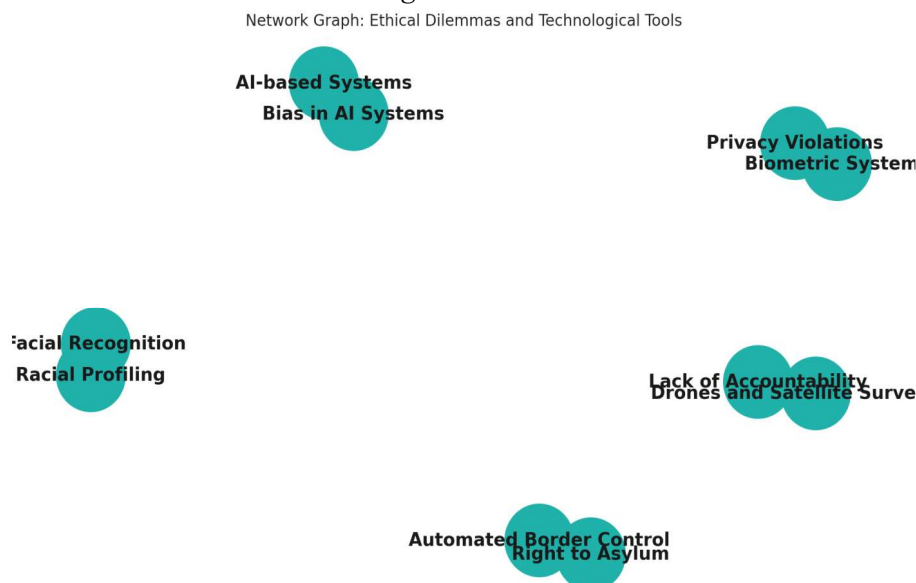 Network Graph: Ethical Dilemmas and Technological Tools
AI-based Systems
Bias in AI Systems
Privacy Violations
Biometric System
Facial Recognition
Racial Profiling
Lack of Accountability
Drones and Satellite Surve
Automated Border Control
Right to Asylum